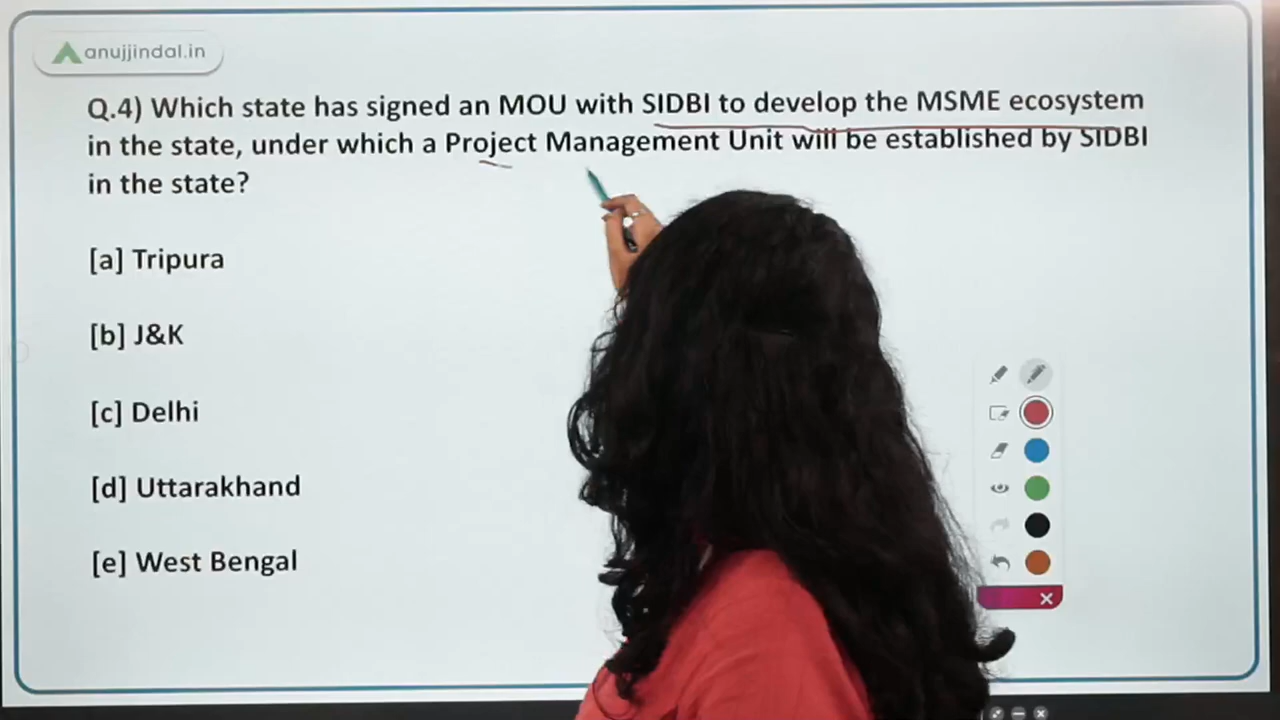 anujjindal.in
Q.4) Which state has signed an MOU with SIDBI to develop the MSME ecosystem
in the state, under which a Project Management Unit will be established by SIDBI
in the state?
[a] Tripura
[b] J&K
[c] Delhi
[d] Uttarakhand
[e] West Bengal